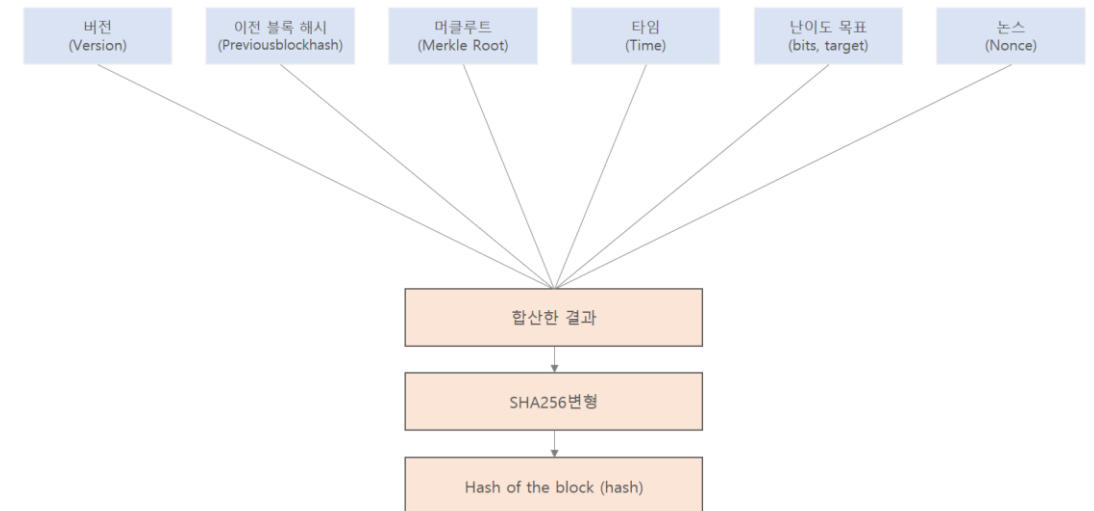 버전
(Version)
이전 블록 해시
(Previousblockhash)
머클루트
(Merkle Root)
타임
(Time)
난이도 목표
(bits, target)
논스
(Nonce)
합산한 결과
SHA256변형
Hash of the block (hash)